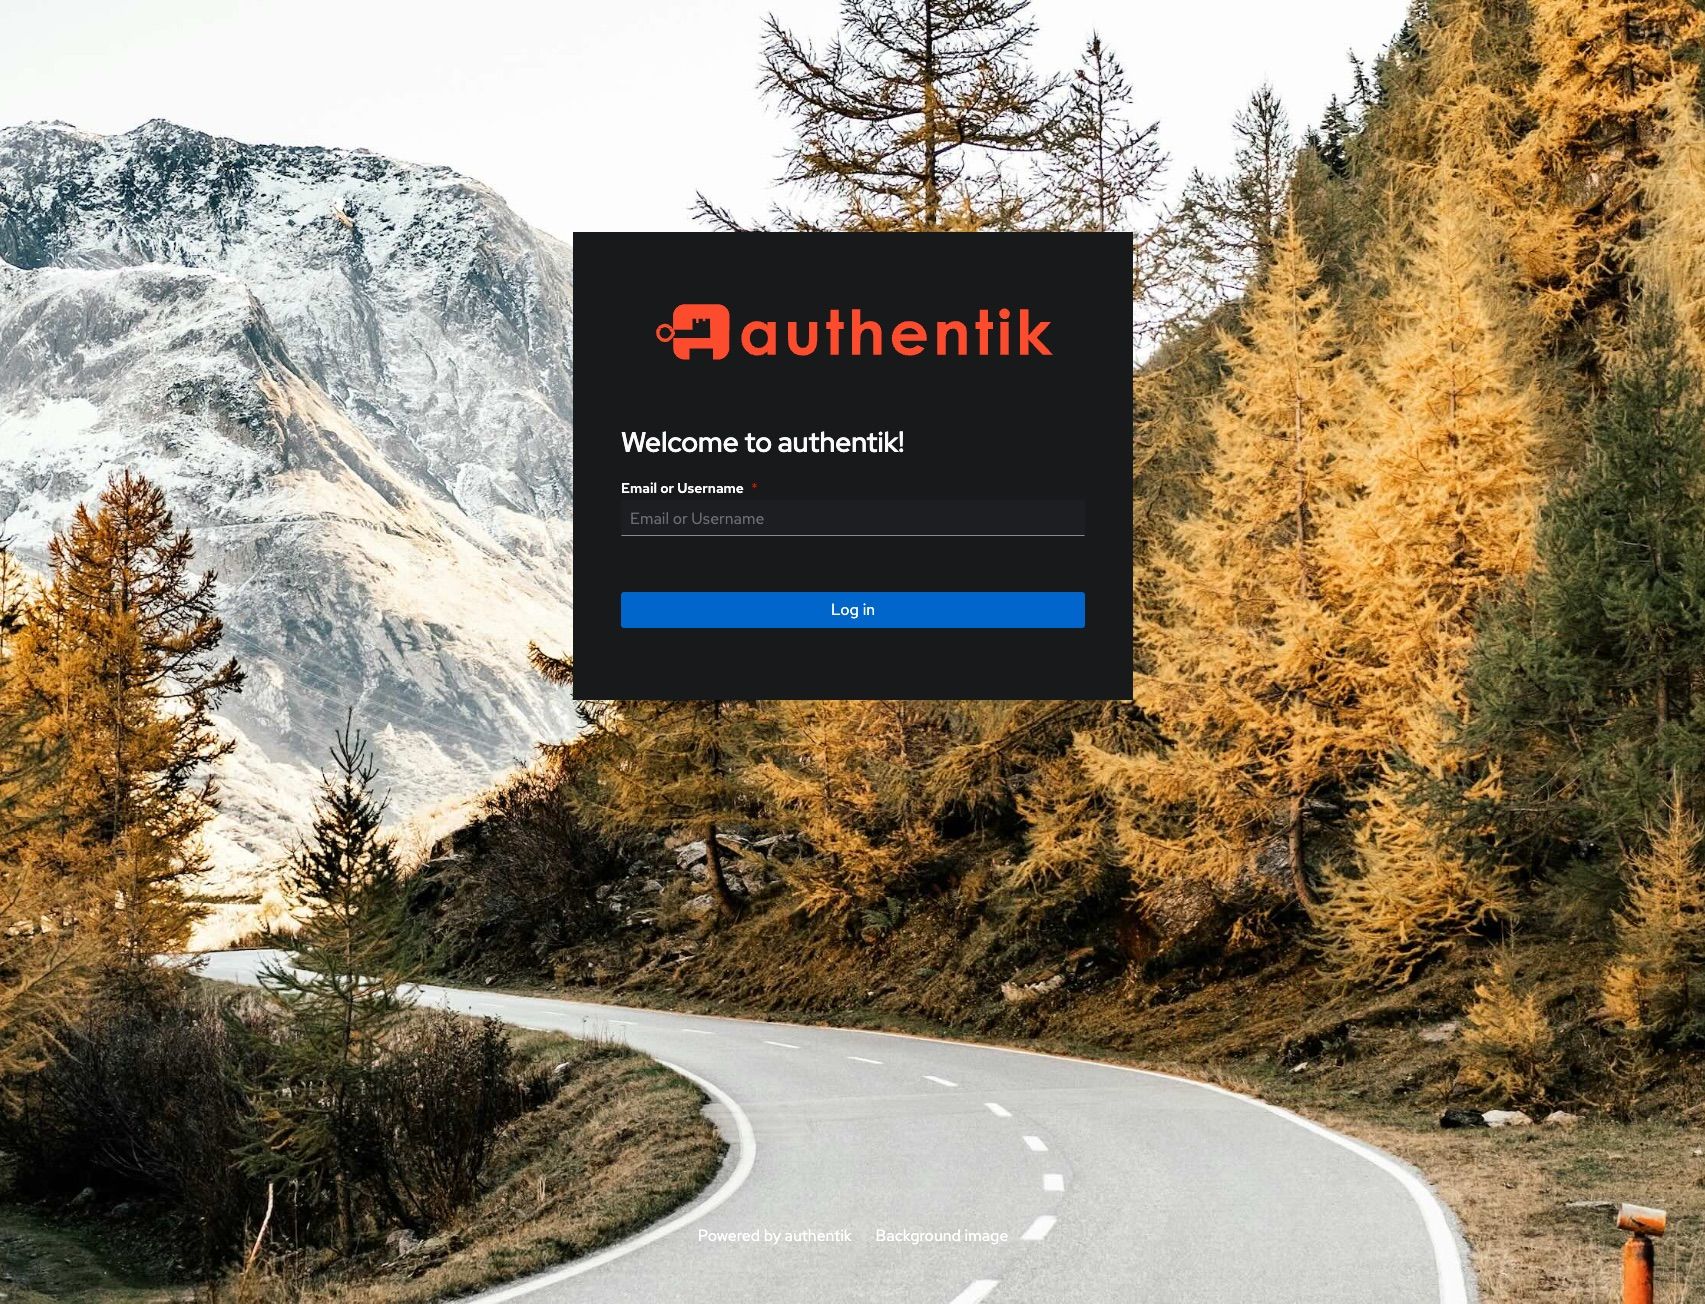 authentik
Welcome to authentik!
Email or Username *
Email or Username
Log in
Powered by authentik Background image